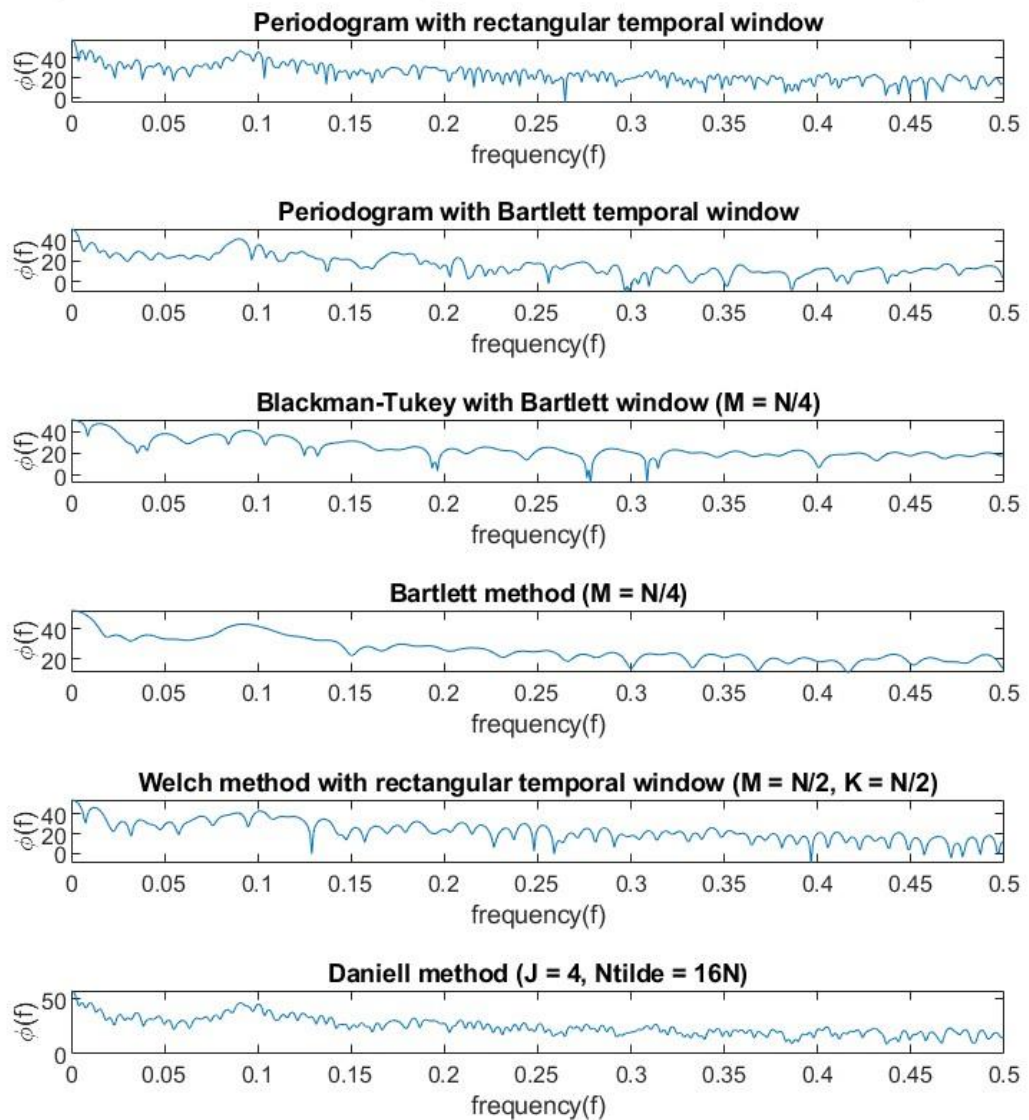 Periodogram with rectangular temporal window
40
20
0
ϕ(f)
0 0.05 0.1 0.15 0.2 0.25 0.3 0.35 0.4 0.45 0.5
frequency(f)
Periodogram with Bartlett temporal window
40
20
0
ϕ(f)
0 0.05 0.1 0.15 0.2 0.25 0.3 0.35 0.4 0.45 0.5
frequency(f)
Blackman-Tukey with Bartlett window (M = N/4)
40
20
0
ϕ(f)
0 0.05 0.1 0.15 0.2 0.25 0.3 0.35 0.4 0.45 0.5
frequency(f)
Bartlett method (M = N/4)
40
20
ϕ(f)
0 0.05 0.1 0.15 0.2 0.25 0.3 0.35 0.4 0.45 0.5
frequency(f)
Welch method with rectangular temporal window (M = N/2, K = N/2)
40
20
0
ϕ(f)
0 0.05 0.1 0.15 0.2 0.25 0.3 0.35 0.4 0.45 0.5
frequency(f)
Daniell method (J = 4, Ntilde = 16N)
50
0
ϕ(f)
0 0.05 0.1 0.15 0.2 0.25 0.3 0.35 0.4 0.45 0.5
frequency(f)